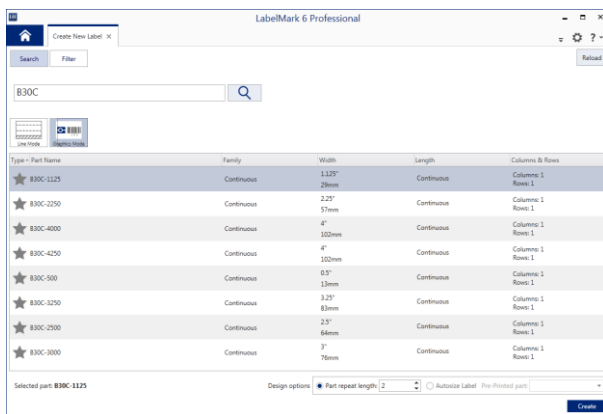 LabelMark 6 Professional
Create New Label ×
?
Search Filter Reload
B30C
Line Mode Graphics Mode
Type Part Name Family Width Length Columns & Rows
B30C-1125 Continuous 1.125" 29mm Continuous Columns: 1 Rows: 1
B30C-2250 Continuous 2.25" 57mm Continuous Columns: 1 Rows: 1
B30C-4000 Continuous 4" 102mm Continuous Columns: 1 Rows: 1
B30C-4250 Continuous 4" 102mm Continuous Columns: 1 Rows: 1
B30C-500 Continuous 0.5" 13mm Continuous Columns: 1 Rows: 1
B30C-3250 Continuous 3.25" 83mm Continuous Columns: 1 Rows: 1
B30C-2500 Continuous 2.5" 64mm Continuous Columns: 1 Rows: 1
B30C-3000 Continuous 3" 76mm Continuous Columns: 1 Rows: 1
Selected part: B30C-1125 Design options Part repeat length: 2 Autosize Label Pre-Printed part:
Create